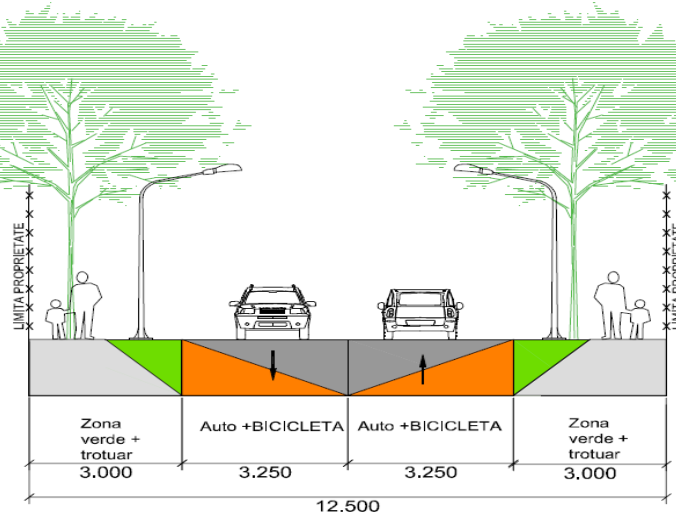 LIMITA PROPRIETATE
LIMITA PROPRIETATE
Zona
verde +
trotuar
Auto +BICICLETA
Auto +BICICLETA
Zona
verde +
trotuar
3.000
3.250
3.250
3.000
12.500